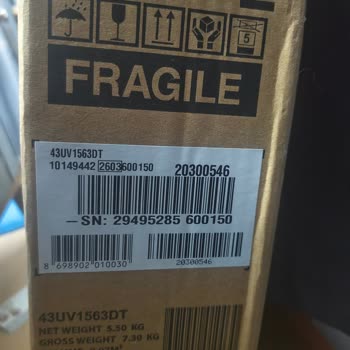 5
FRAGILE
43UV1563DT
10149442 2603600150
20300546
-SN: 29495285 600150
8 698902 010030
20300546
43UV1563DT
NET WEIGHT 5.50 KG
GROSS WEIGHT 7.30 KG